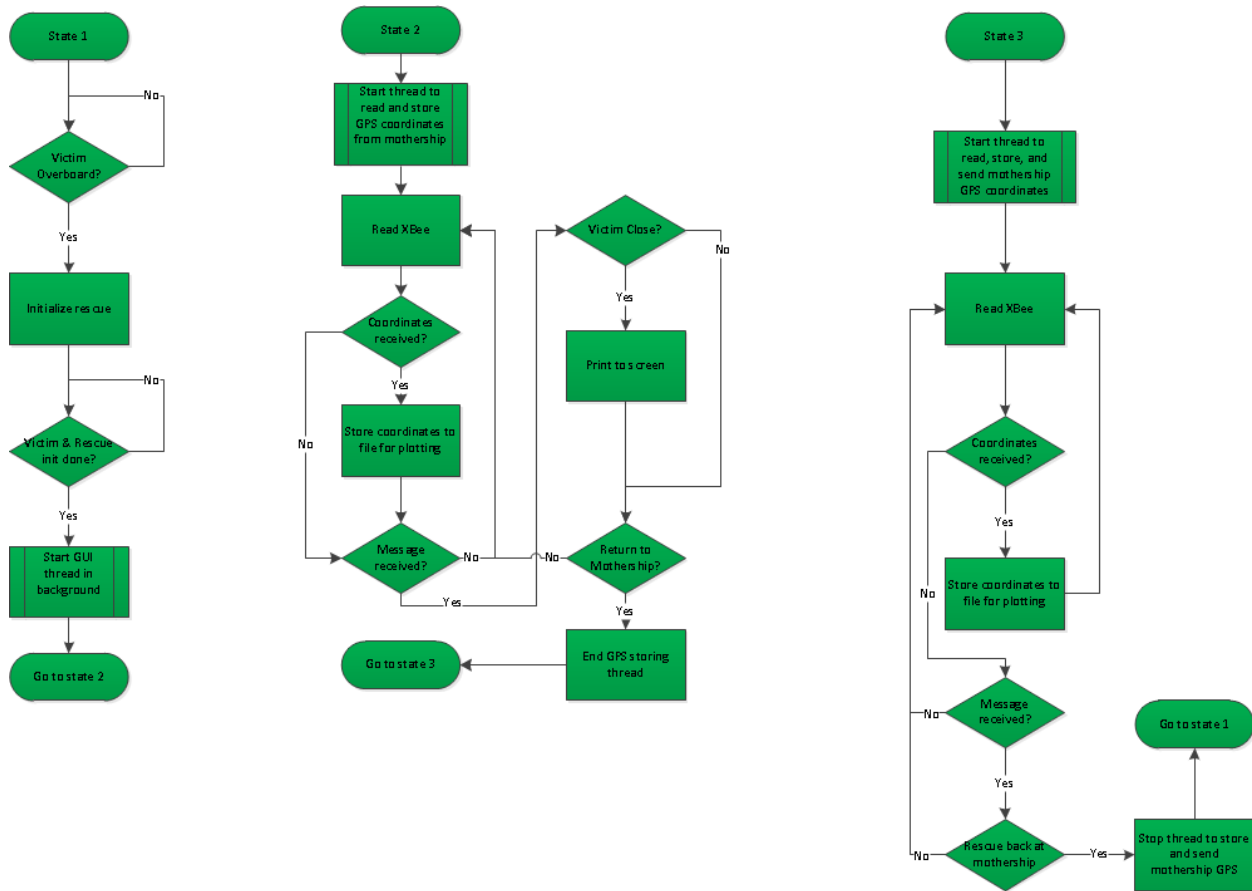 State 1
No
Victim
Overboard?
Yes
Initialize rescue
No
Victim & Rescue
init done?
Yes
Start GUI
thread in
background
Go to state 2
State 2
Start thread to
read and store
GPS coordinates
from mothership
Read XBee
Coordinates
received?
No
Yes
Store coordinates to
file for plotting
Message
received?
No
Yes
Victim Close?
No
Yes
Print to screen
Return to
Mothership?
No
Yes
End GPS storing
thread
Go to state 3
State 3
Start thread to
read, store, and
send mothership
GPS coordinates
Read XBee
Coordinates
received?
Yes
No
Store coordinates to
file for plotting
Message
received?
No
Yes
Rescue back at
mothership
No
Yes
Stop thread to store
and send
mothership GPS
Go to state 1